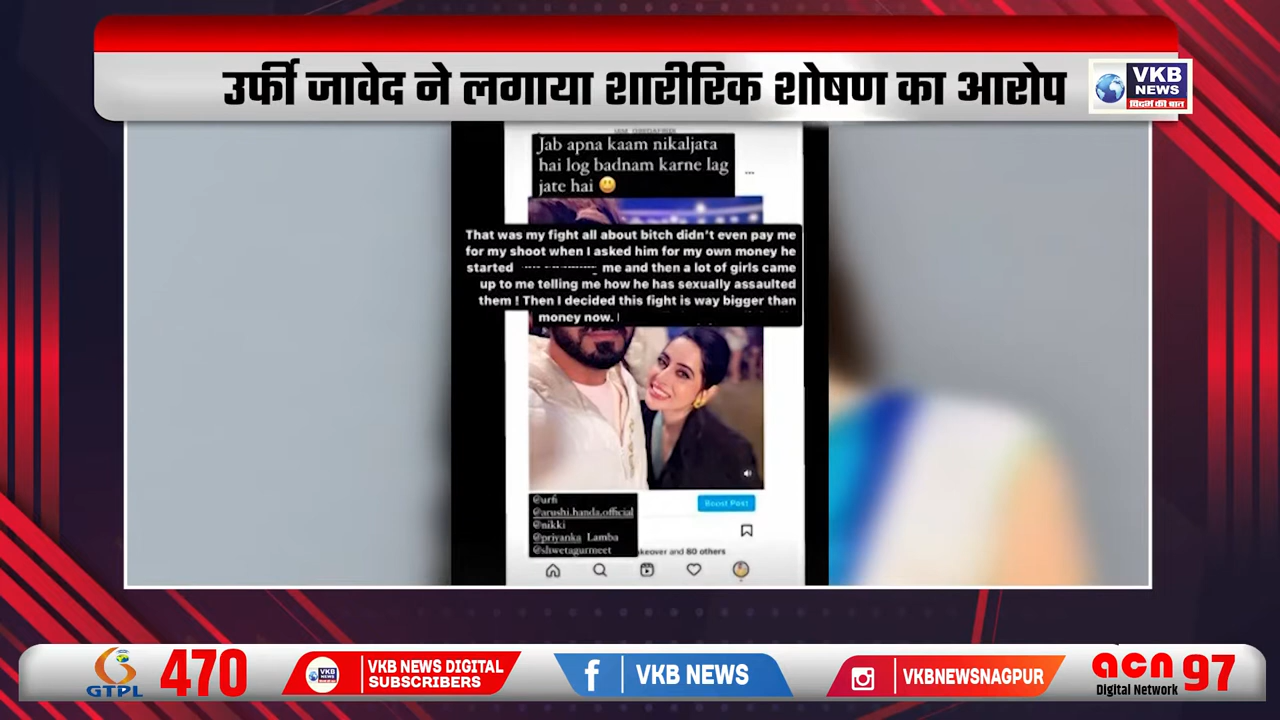 उर्फी जावेद ने लगाया शारीरिक शोषण का आरोप
VKB
NEWS
विदर्भ की बात
Jab apna kaam nikaljata
hai log badnam karne lag
jate hai
That was my fight all about bitch didn't even pay me
for my shoot when I asked him for my own money he
started me and then a lot of girls came
up to me telling me how he has sexually assaulted
them ! Then I decided this fight is way bigger than
money now.
@urfi
@arushi.handa.official
@nikki
@priyanka Lamba
@shwetagurmeet
Boost Post
keover and 80 others
GTPL
470
VKB NEWS DIGITAL
SUBSCRIBERS
VKB NEWS
VKBNEWSNAGPUR
acn 97
Digital Network